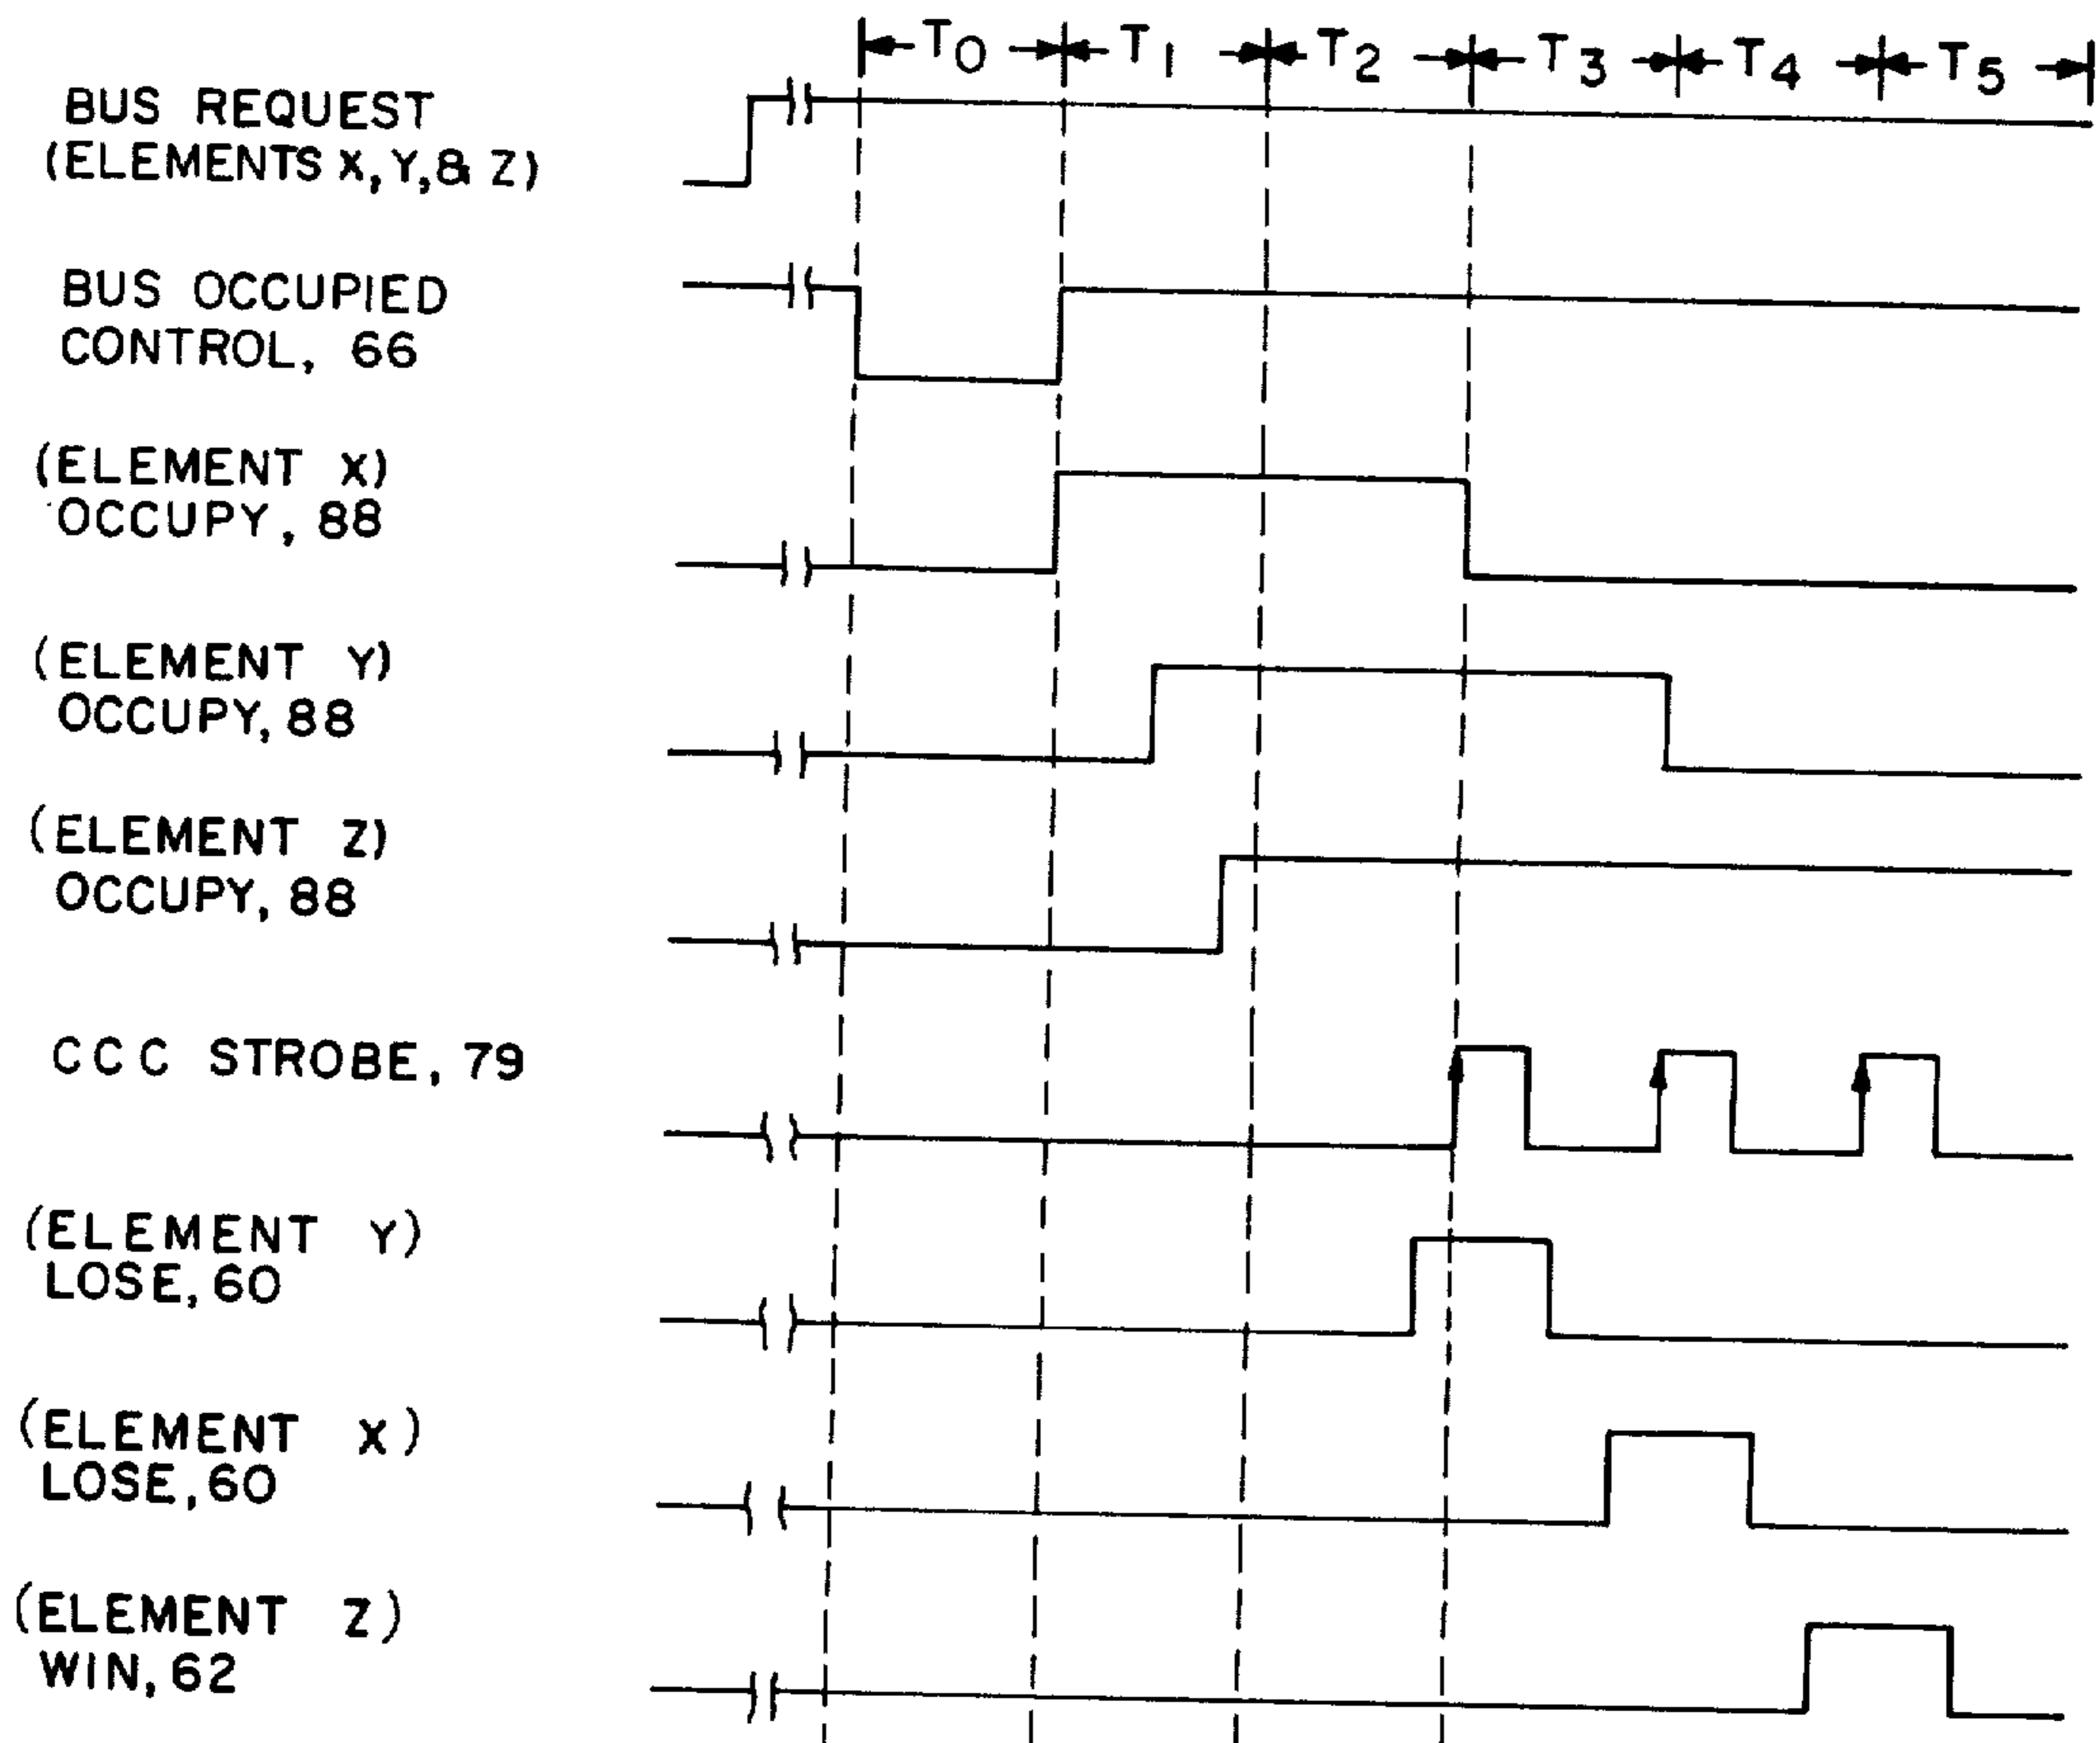 T0 T1 T2 T3 T4 T5
BUS REQUEST
(ELEMENTS X, Y, & Z)
BUS OCCUPIED
CONTROL, 66
(ELEMENT X)
OCCUPY, 88
(ELEMENT Y)
OCCUPY, 88
(ELEMENT Z)
OCCUPY, 88
CCC STROBE, 79
(ELEMENT Y)
LOSE, 60
(ELEMENT X)
LOSE, 60
(ELEMENT Z)
WIN, 62